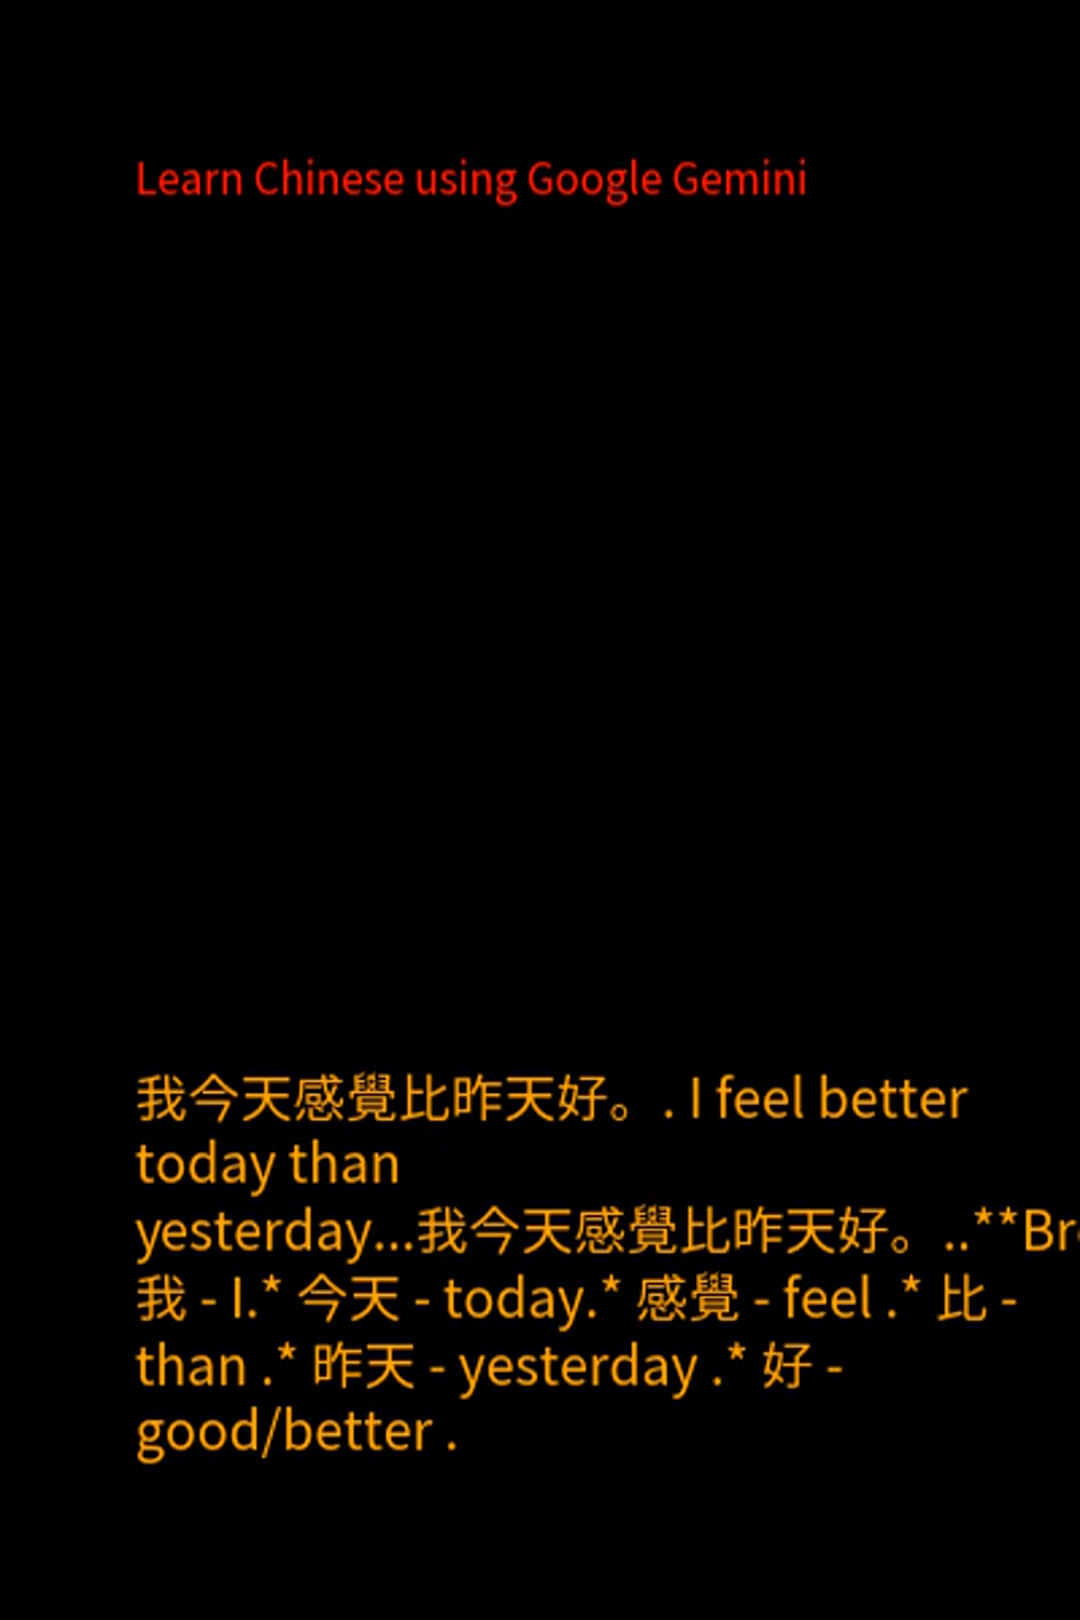 Learn Chinese using Google Gemini
我今天感覺比昨天好。. I feel better
today than
yesterday...我今天感覺比昨天好。..**Br
我 - I.* 今天 - today.* 感覺 - feel .* 比 -
than .* 昨天 - yesterday .* 好 -
good/better .